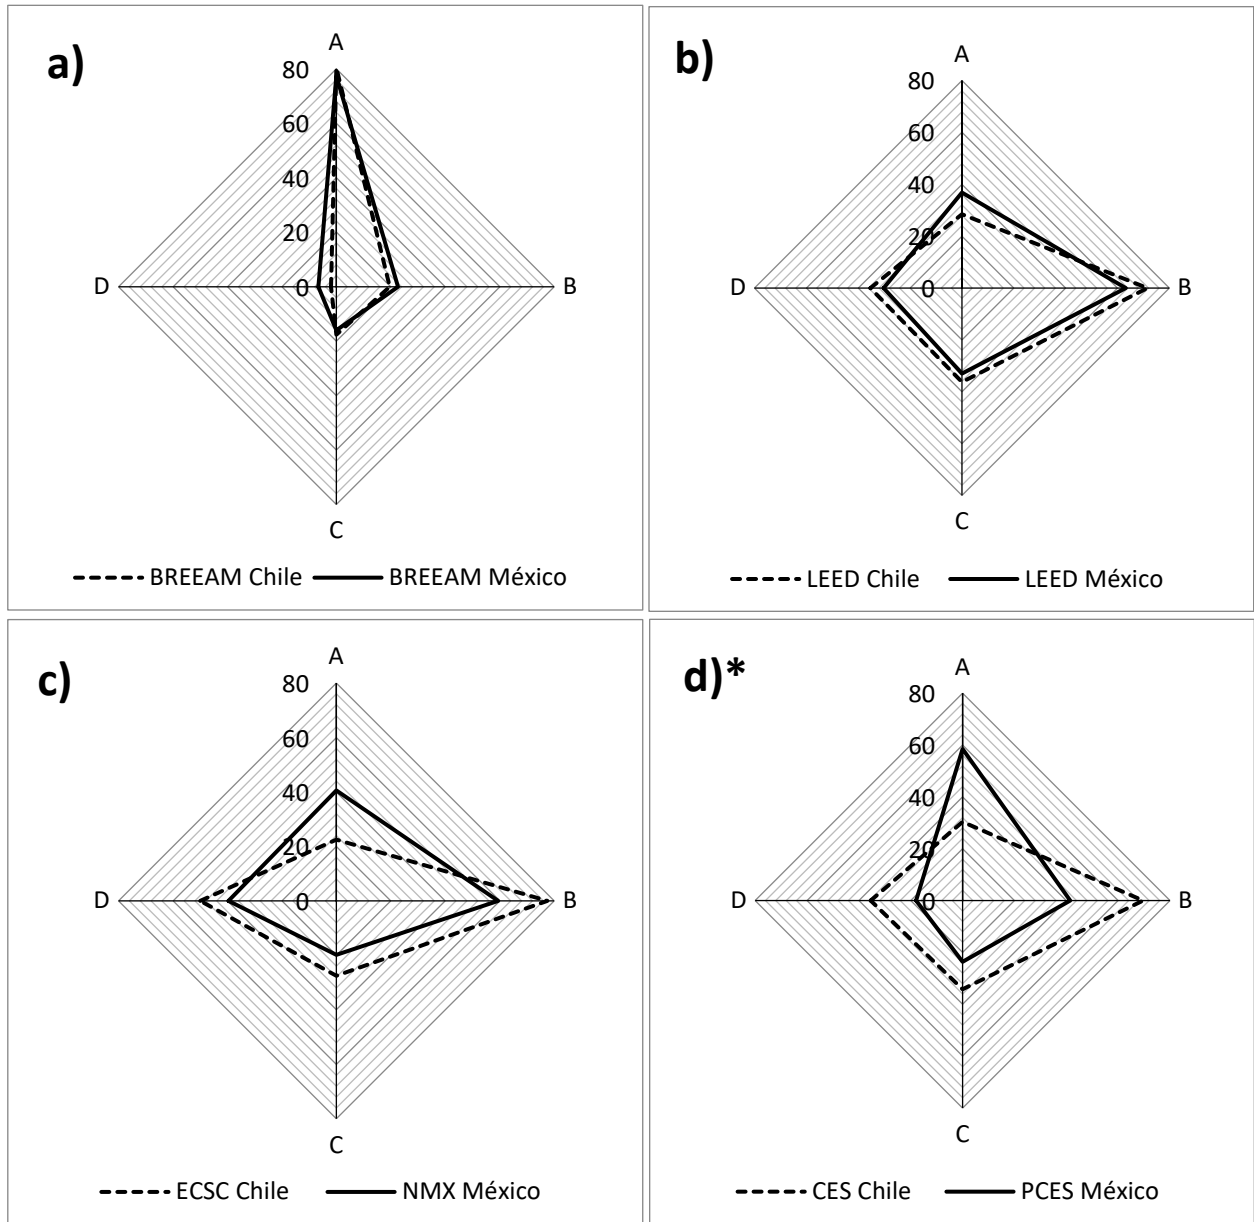 a)
A
80
60
40
20
0
D
B
C
BREEAM Chile
BREEAM México
b)
A
80
60
40
20
0
D
B
C
LEED Chile
LEED México
c)
A
80
60
40
20
0
D
B
C
ECSC Chile
NMX México
d)*
A
80
60
40
20
0
D
B
C
CES Chile
PCES México